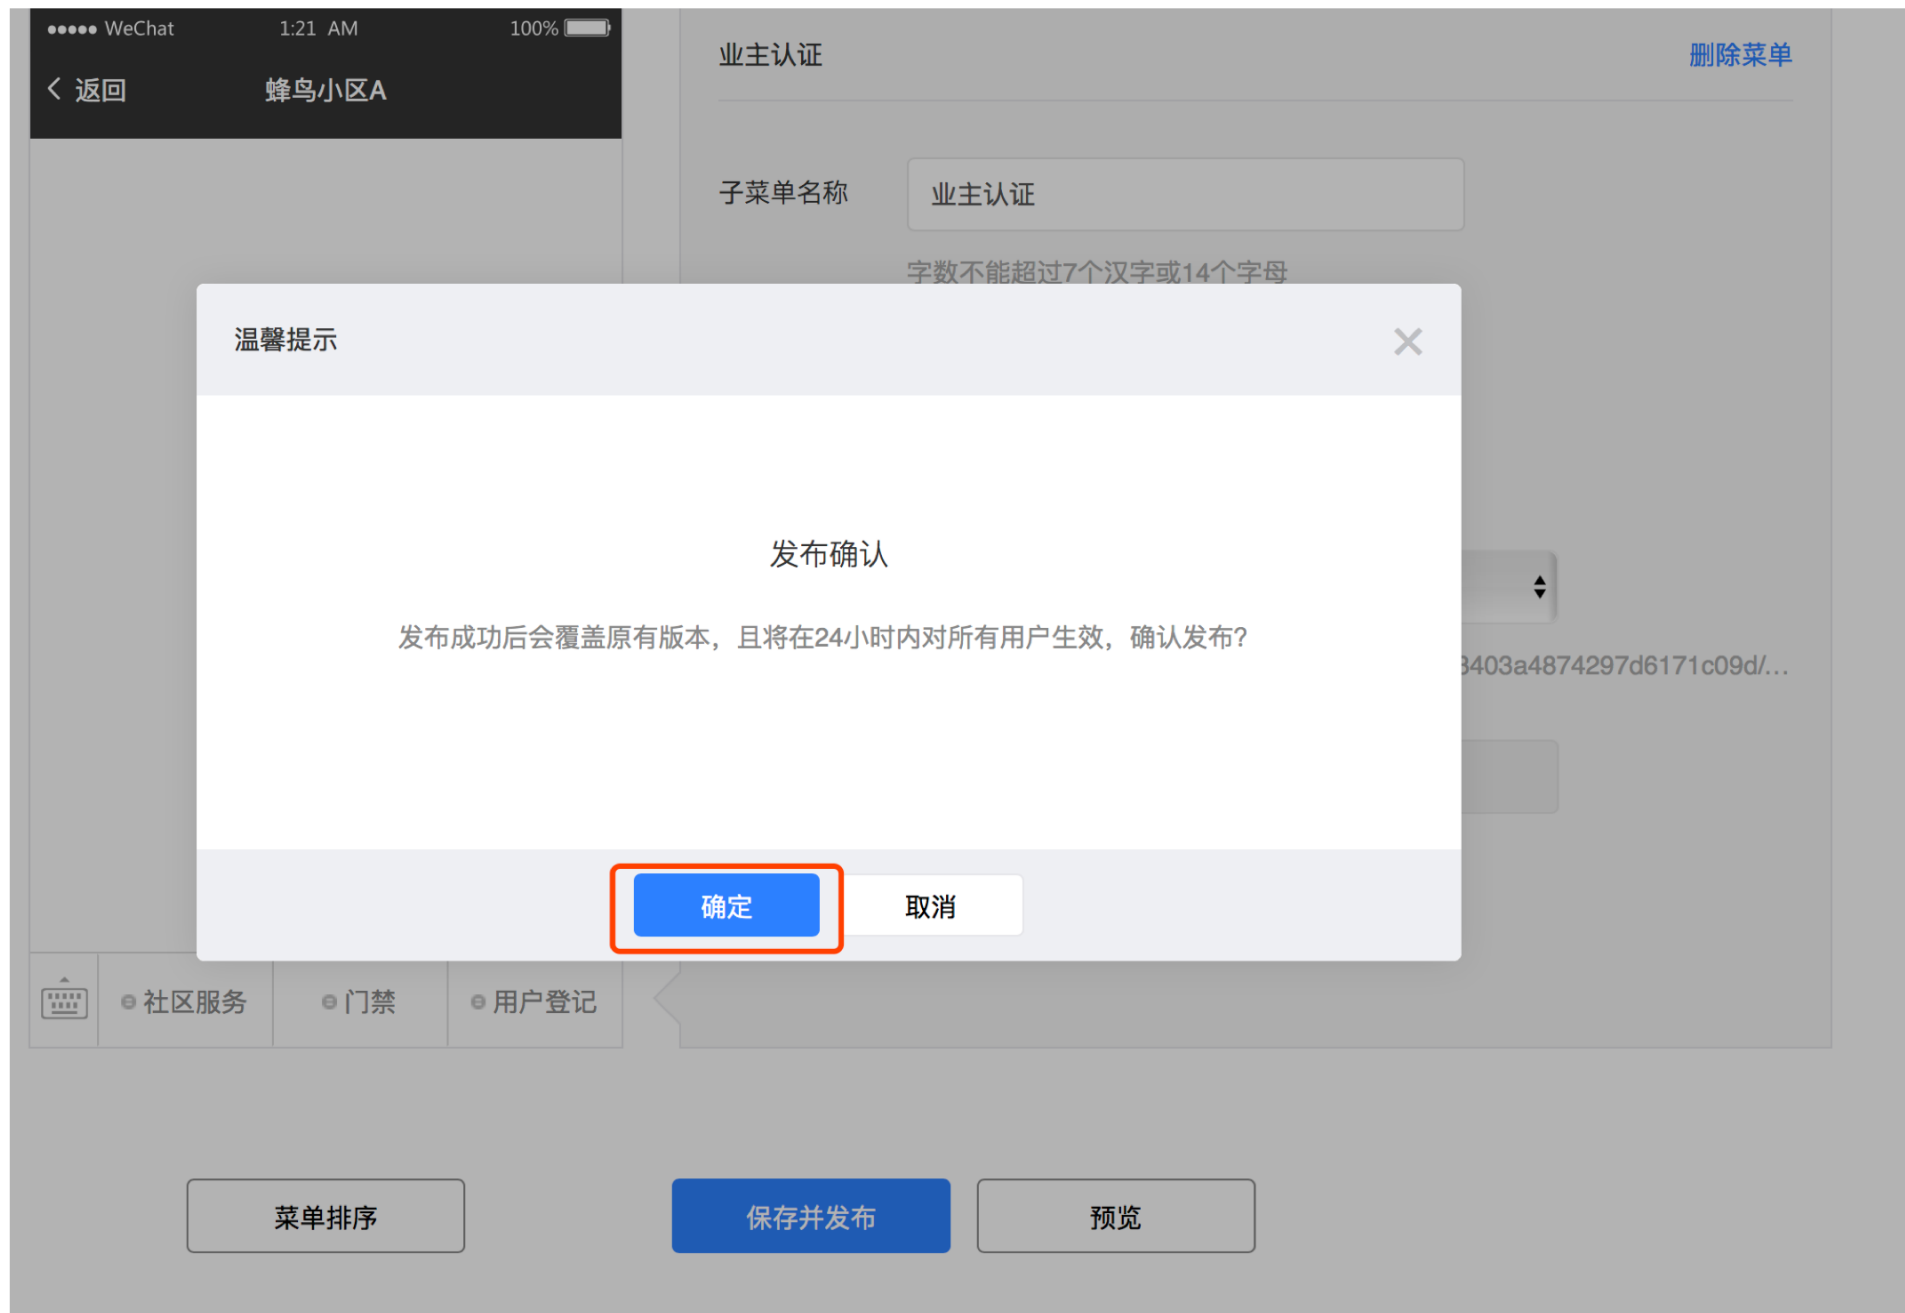 ●●●●● WeChat 1:21 AM 100%
返回 蜂鸟小区A
业主认证 删除菜单
子菜单名称 业主认证
字数不能超过7个汉字或14个字母
温馨提示
发布确认
发布成功后会覆盖原有版本，且将在24小时内对所有用户生效，确认发布?
403a4874297d6171c09d/...
确定 取消
社区服务 门禁 用户登记
菜单排序 保存并发布 预览